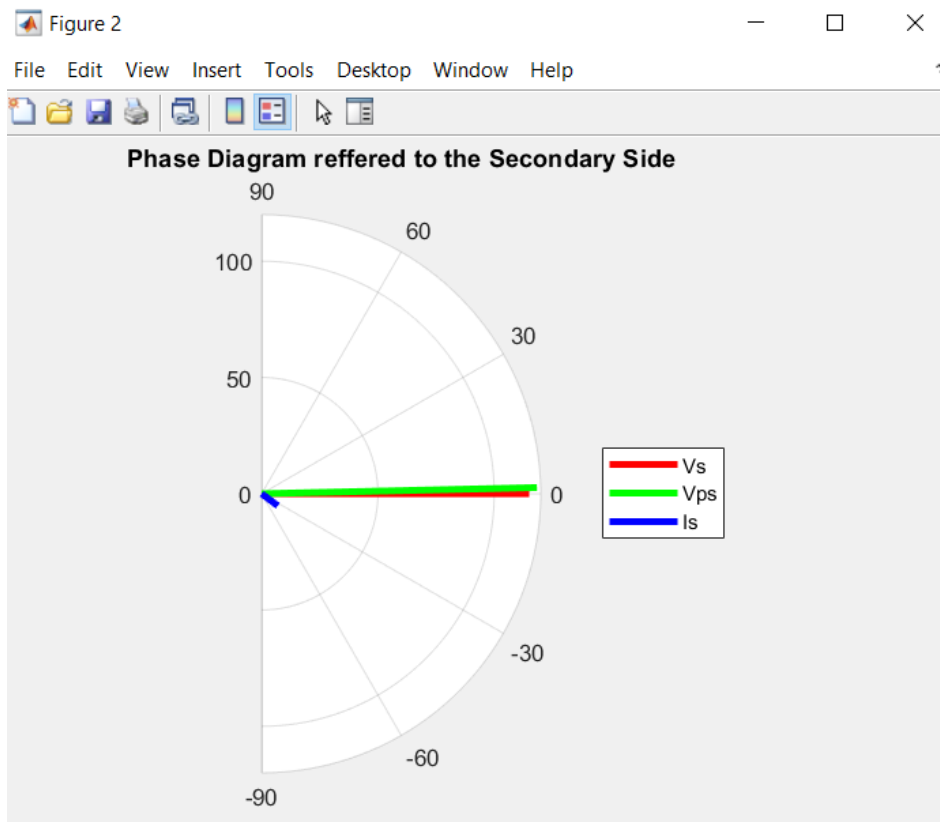 Figure 2
File Edit View Insert Tools Desktop Window Help
Phase Diagram reffered to the Secondary Side
90
60
100
30
50
Vs
0
0
Vps
Is
-30
-60
-90